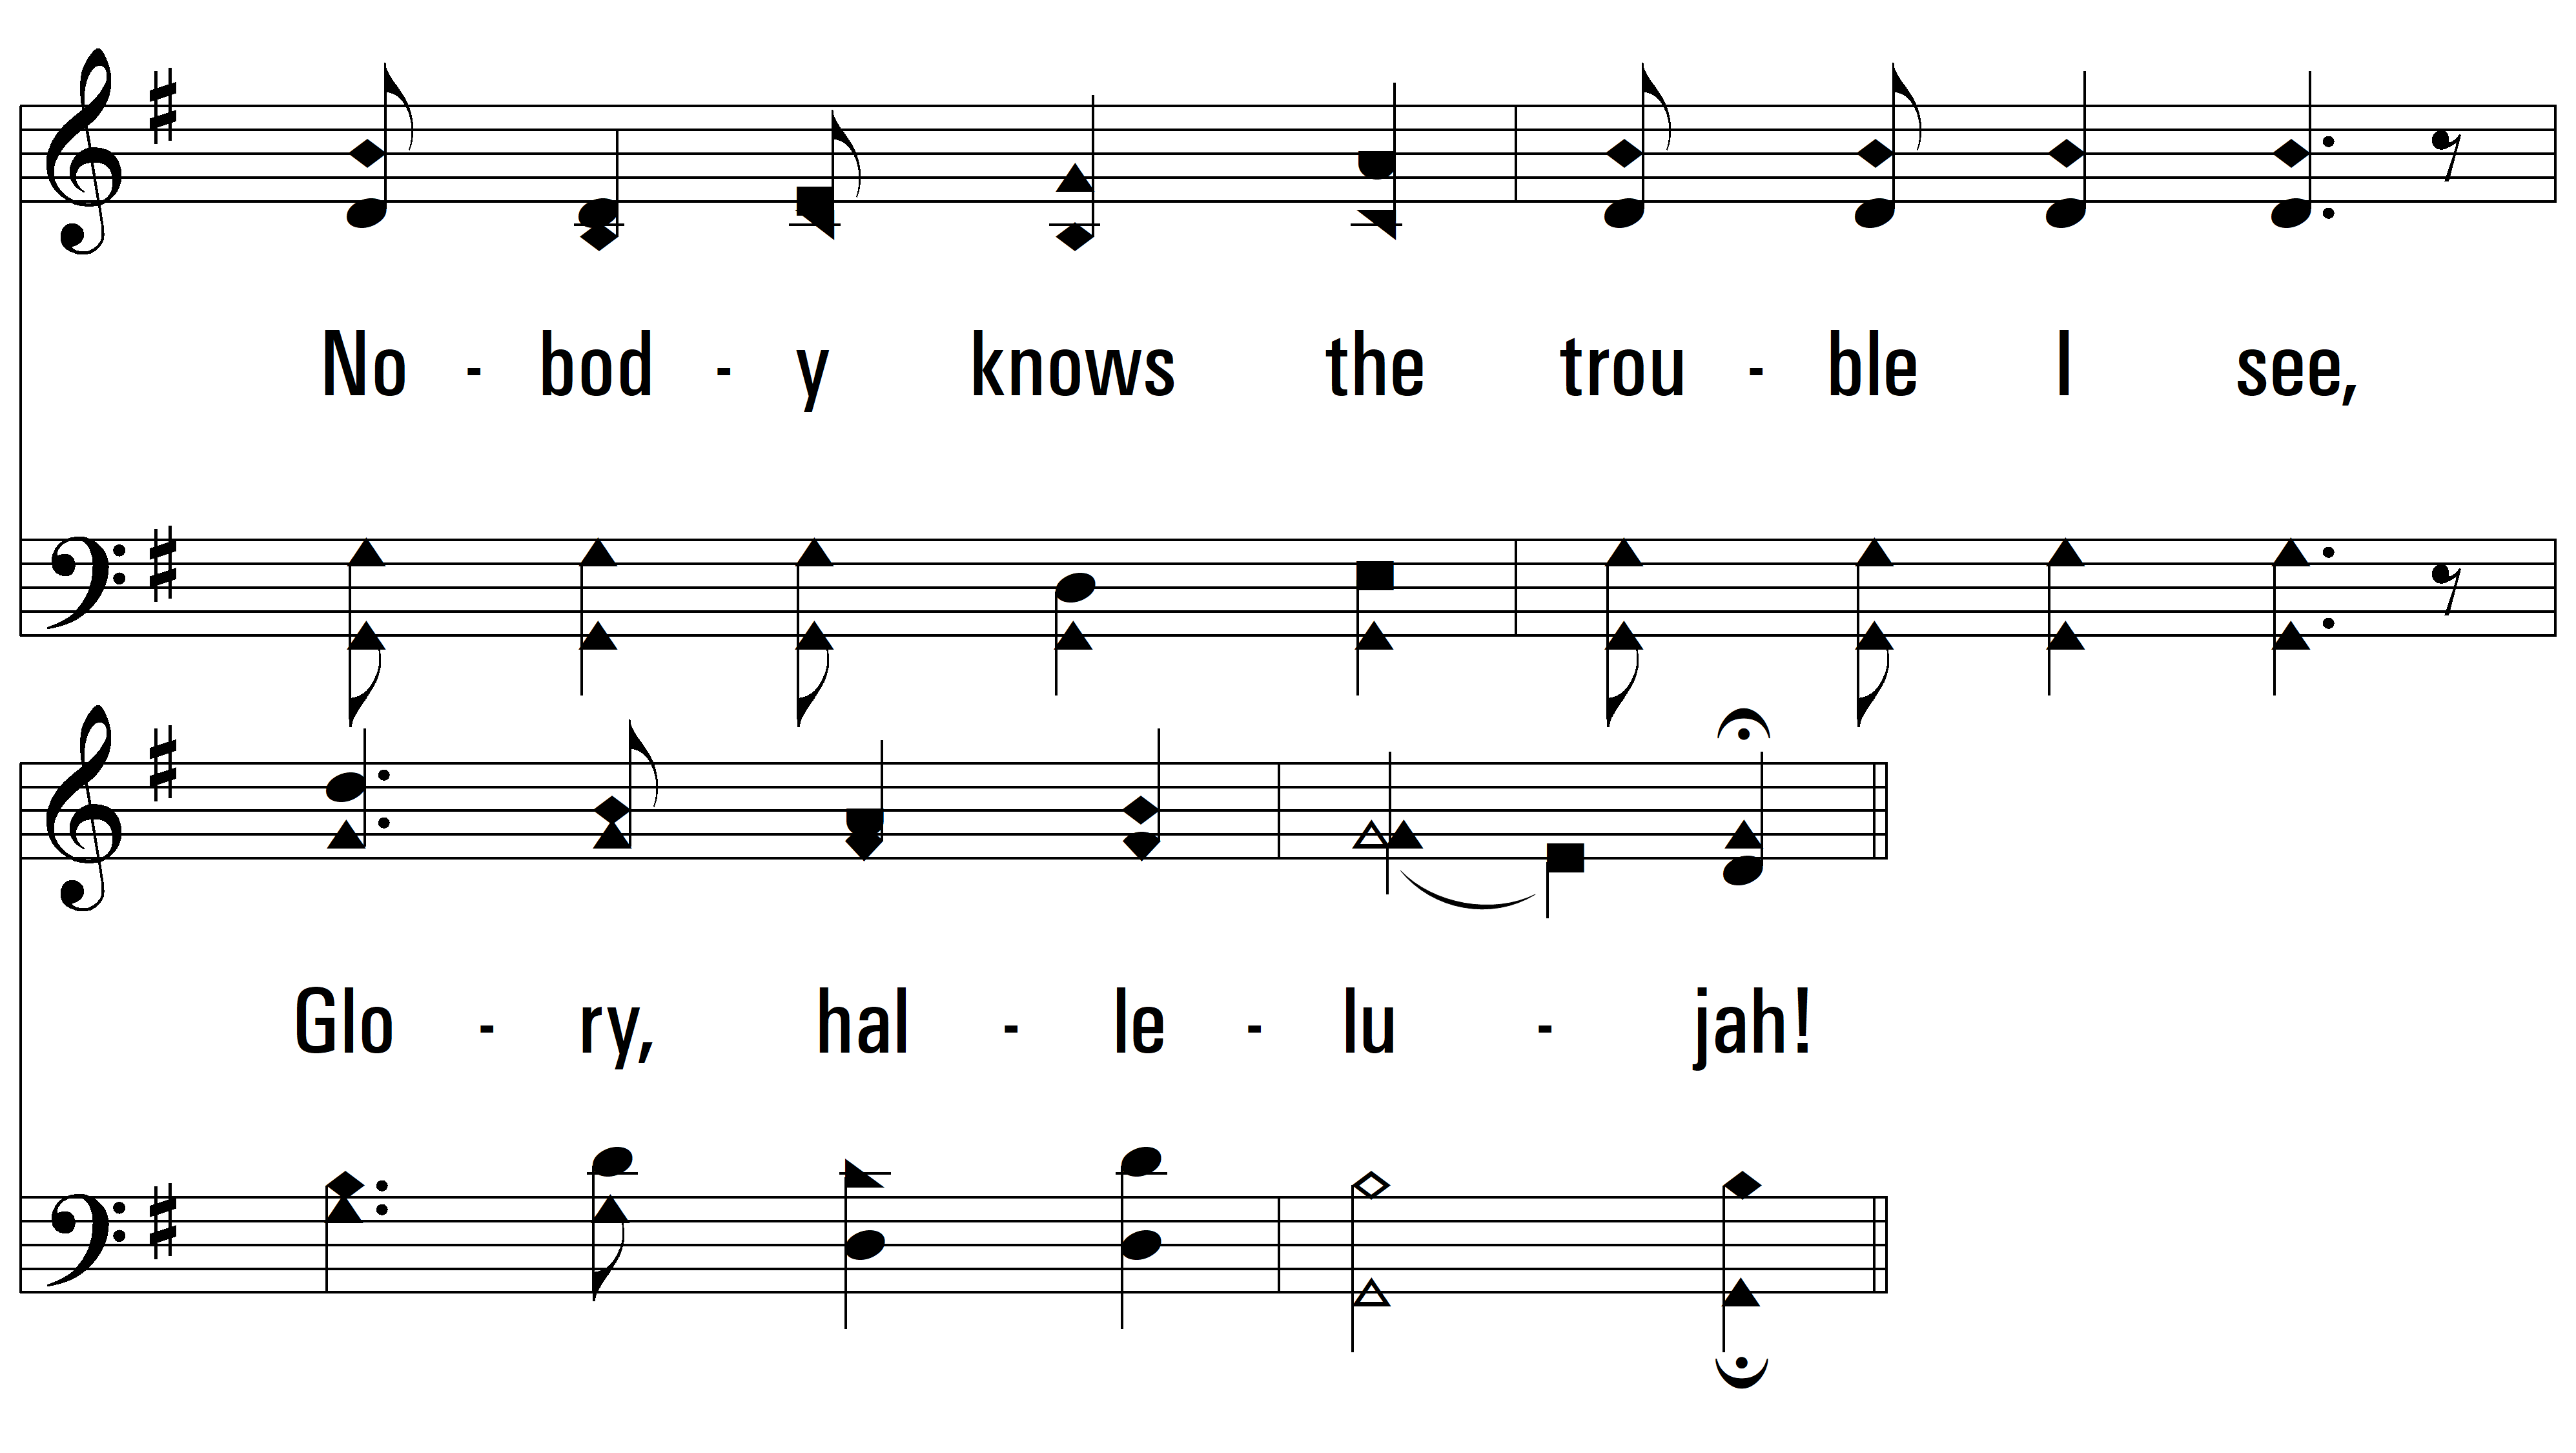 No - bod - y knows the trou - ble I see,
Glo - ry, hal - le - lu - jah!